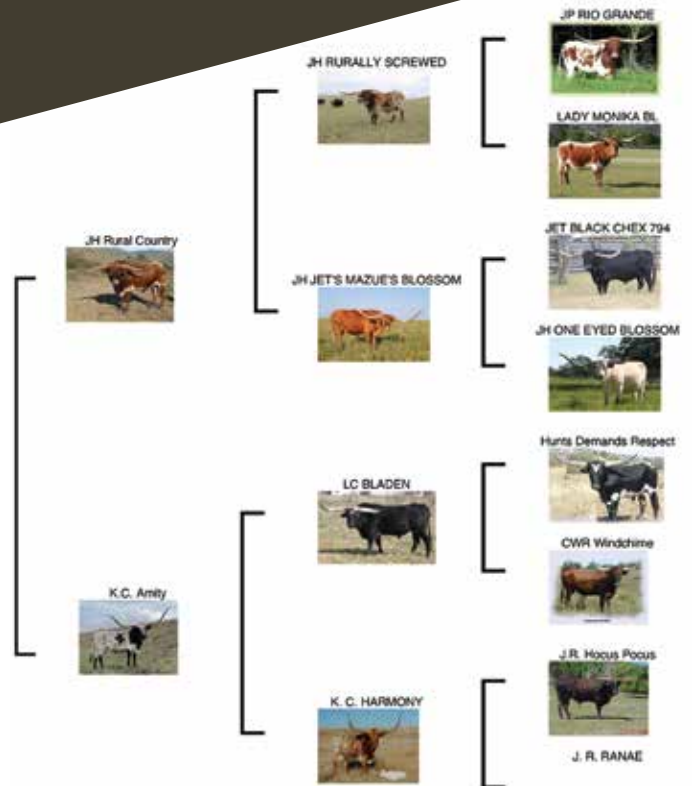 JP RIO GRANDE
JH RURALLY SCREWED
LADY MONIKA BL
JH Rural Country
JET BLACK CHEX 794
JH JET'S MAZUE'S BLOSSOM
JH ONE EYED BLOSSOM
Hunts Demands Respect
LC BLADEN
CWR Windchime
K.C. Amity
J.R. Hocus Pocus
K. C. HARMONY
J. R. RANAE